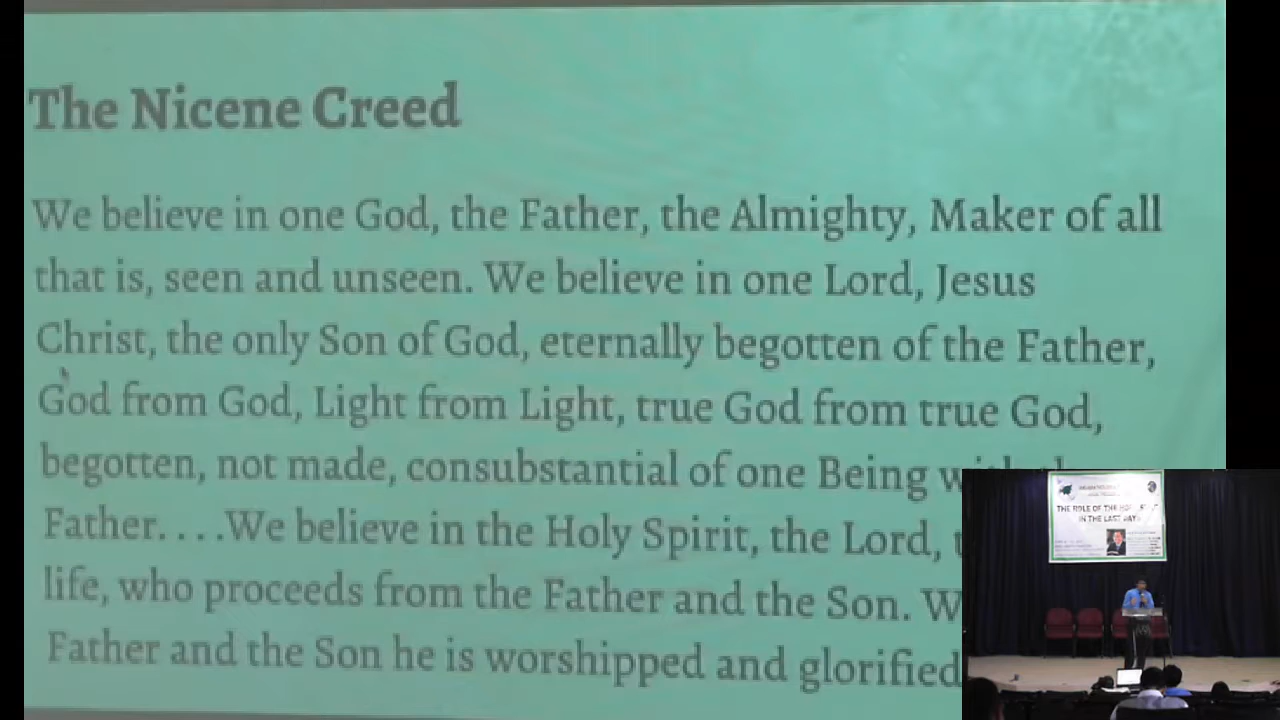 The Nicene Creed
We believe in one God, the Father, the Almighty, Maker of all
that is, seen and unseen. We believe in one Lord, Jesus
Christ, the only Son of God, eternally begotten of the Father,
God from God, Light from Light, true God from true God,
begotten, not made, consubstantial of one Being
Father. . . .We believe in the Holy Spirit, the Lord,
life, who proceeds from the Father and the Son.
Father and the Son he is worshipped and glorified
THE ROLE OF THE
IN THE LAST DAYS